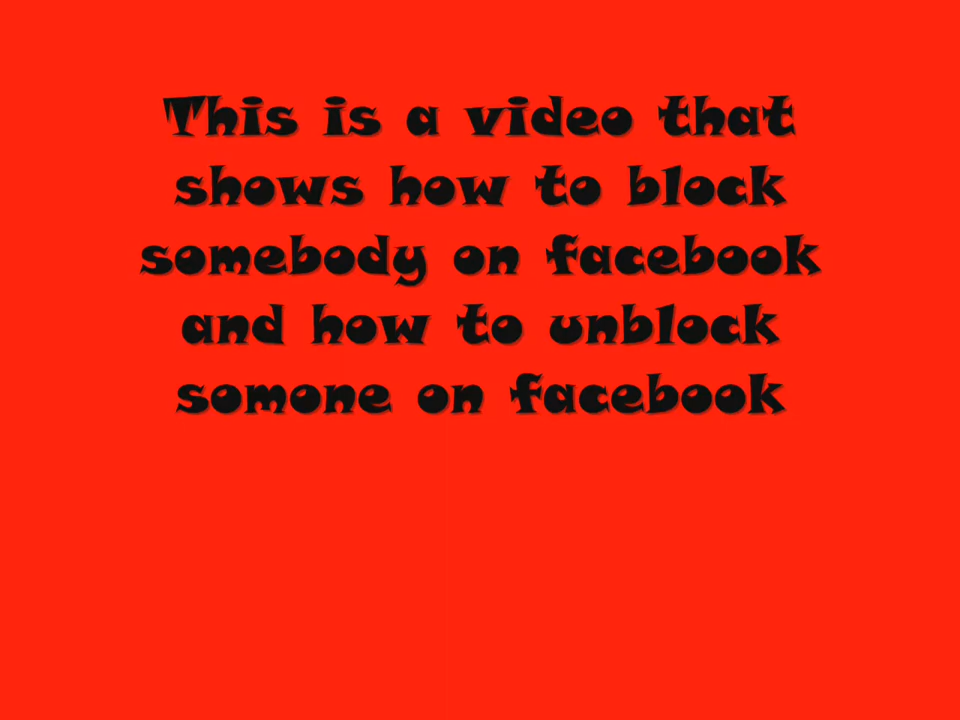 This is a video that
shows how to block
somebody on facebook
and how to unblock
somone on facebook